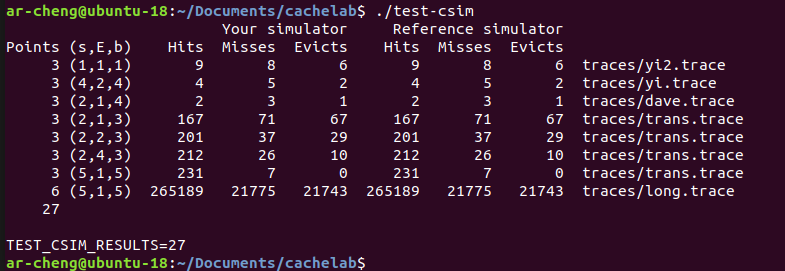 ar-cheng@ubuntu-18:~/Documents/cachelab$ ./test-csim
Your simulator Reference simulator
Points (s,E,b) Hits Misses Evicts Hits Misses Evicts
3 (1,1,1) 9 8 6 9 8 6 traces/yi2.trace
3 (4,2,4) 4 5 2 4 5 2 traces/yi.trace
3 (2,1,4) 2 3 1 2 3 1 traces/dave.trace
3 (2,1,3) 167 71 67 167 71 67 traces/trans.trace
3 (2,2,3) 201 37 29 201 37 29 traces/trans.trace
3 (2,4,3) 212 26 10 212 26 10 traces/trans.trace
3 (5,1,5) 231 7 0 231 7 0 traces/trans.trace
6 (5,1,5) 265189 21775 21743 265189 21775 21743 traces/long.trace
27
TEST_CSIM_RESULTS=27
ar-cheng@ubuntu-18:~/Documents/cachelab$